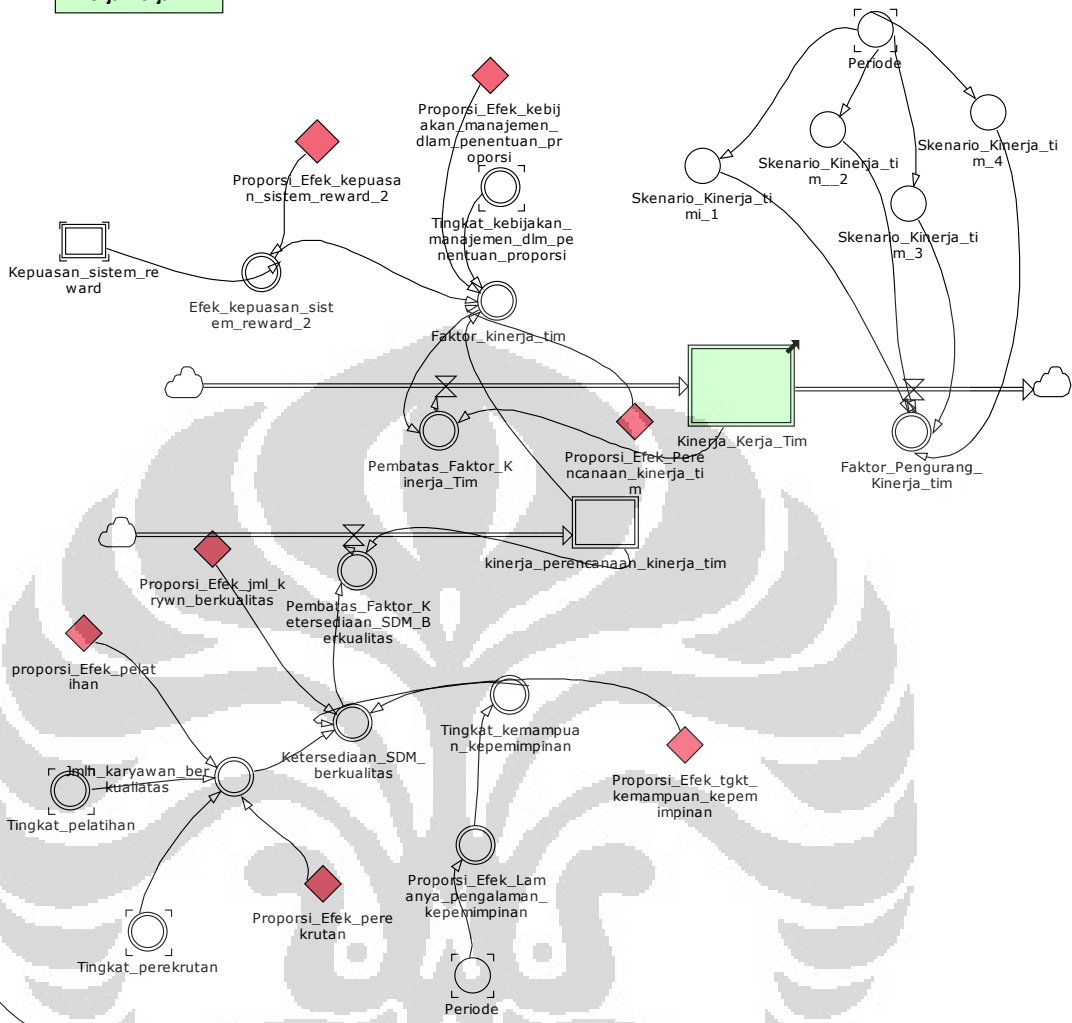 Periode
Proporsi_Efek_kebij
akan_manajemen_
dlam_penentuan_pr
oporsi
Skenario_Kinerja_ti
m_4
Skenario_Kinerja_ti
m__2
Proporsi_Efek_kepuasa
n_sistem_reward_2
Skenario_Kinerja_ti
mi_1
Tingkat_kebijakan_
manajemen_dlm_pe
nentuan_proporsi
Skenario_Kinerja_ti
m_3
Kepuasan_sistem_re
ward
Efek_kepuasan_sist
em_reward_2
Faktor_kinerja_tim
Kinerja_Kerja_Tim
Pembatas_Faktor_K
inerja_Tim
Proporsi_Efek_Pere
ncanaan_kinerja_ti
m
Faktor_Pengurang_
Kinerja_tim
kinerja_perencanaan_kinerja_tim
Proporsi_Efek_jml_k
rywn_berkualitas
Pembatas_Faktor_K
etersediaan_SDM_B
erkualitas
proporsi_Efek_pelat
ihan
Tingkat_kemampua
n_kepemimpinan
Ketersediaan_SDM_
berkualitas
Jmlh_karyawan_ber
kualiatas
Proporsi_Efek_tgkt_
kemampuan_kepem
impinan
Tingkat_pelatihan
Proporsi_Efek_Lam
anya_pengalaman_
kepemimpinan
Proporsi_Efek_pere
krutan
Tingkat_perekrutan
Periode